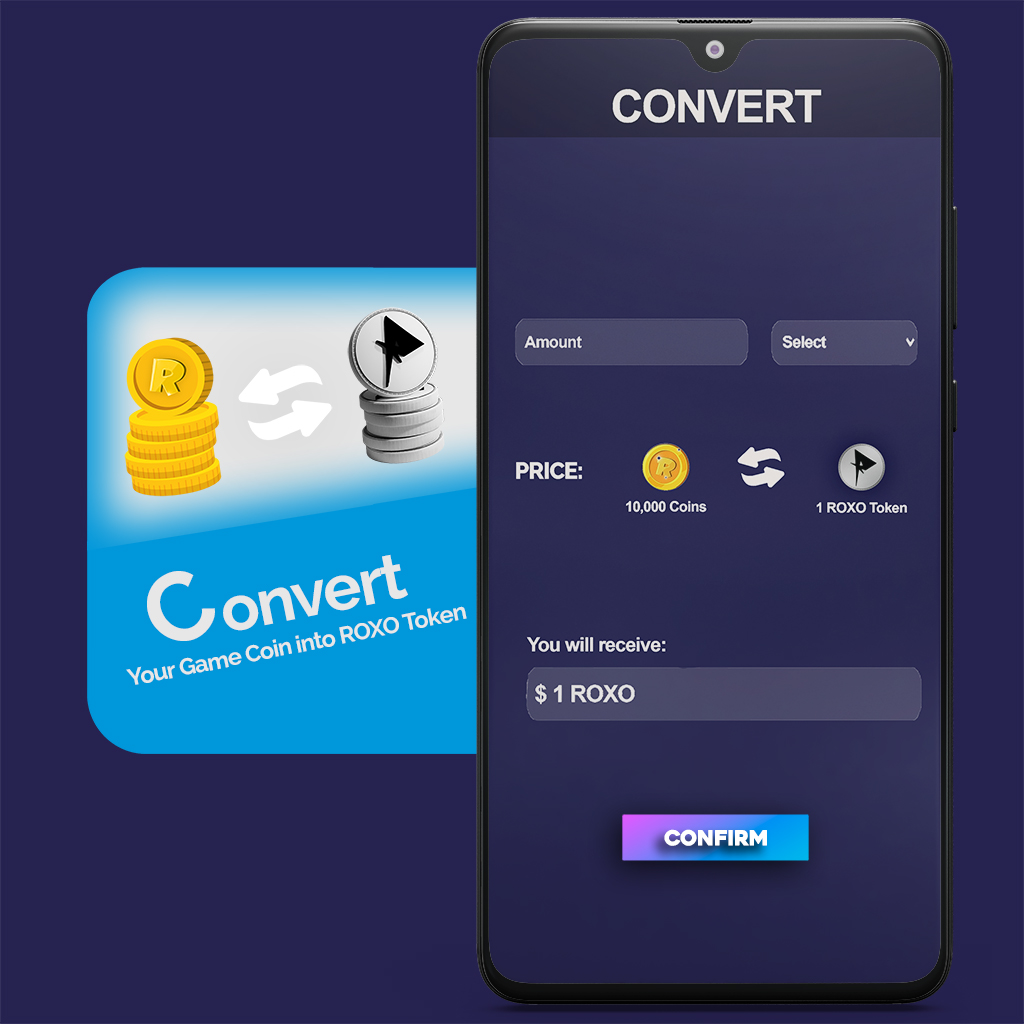 CONVERT
Amount
Select
PRICE:
10,000 Coins
1 ROXO Token
You will receive:
$ 1 ROXO
CONFIRM
R
Convert
Your Game Coin into ROXO Token